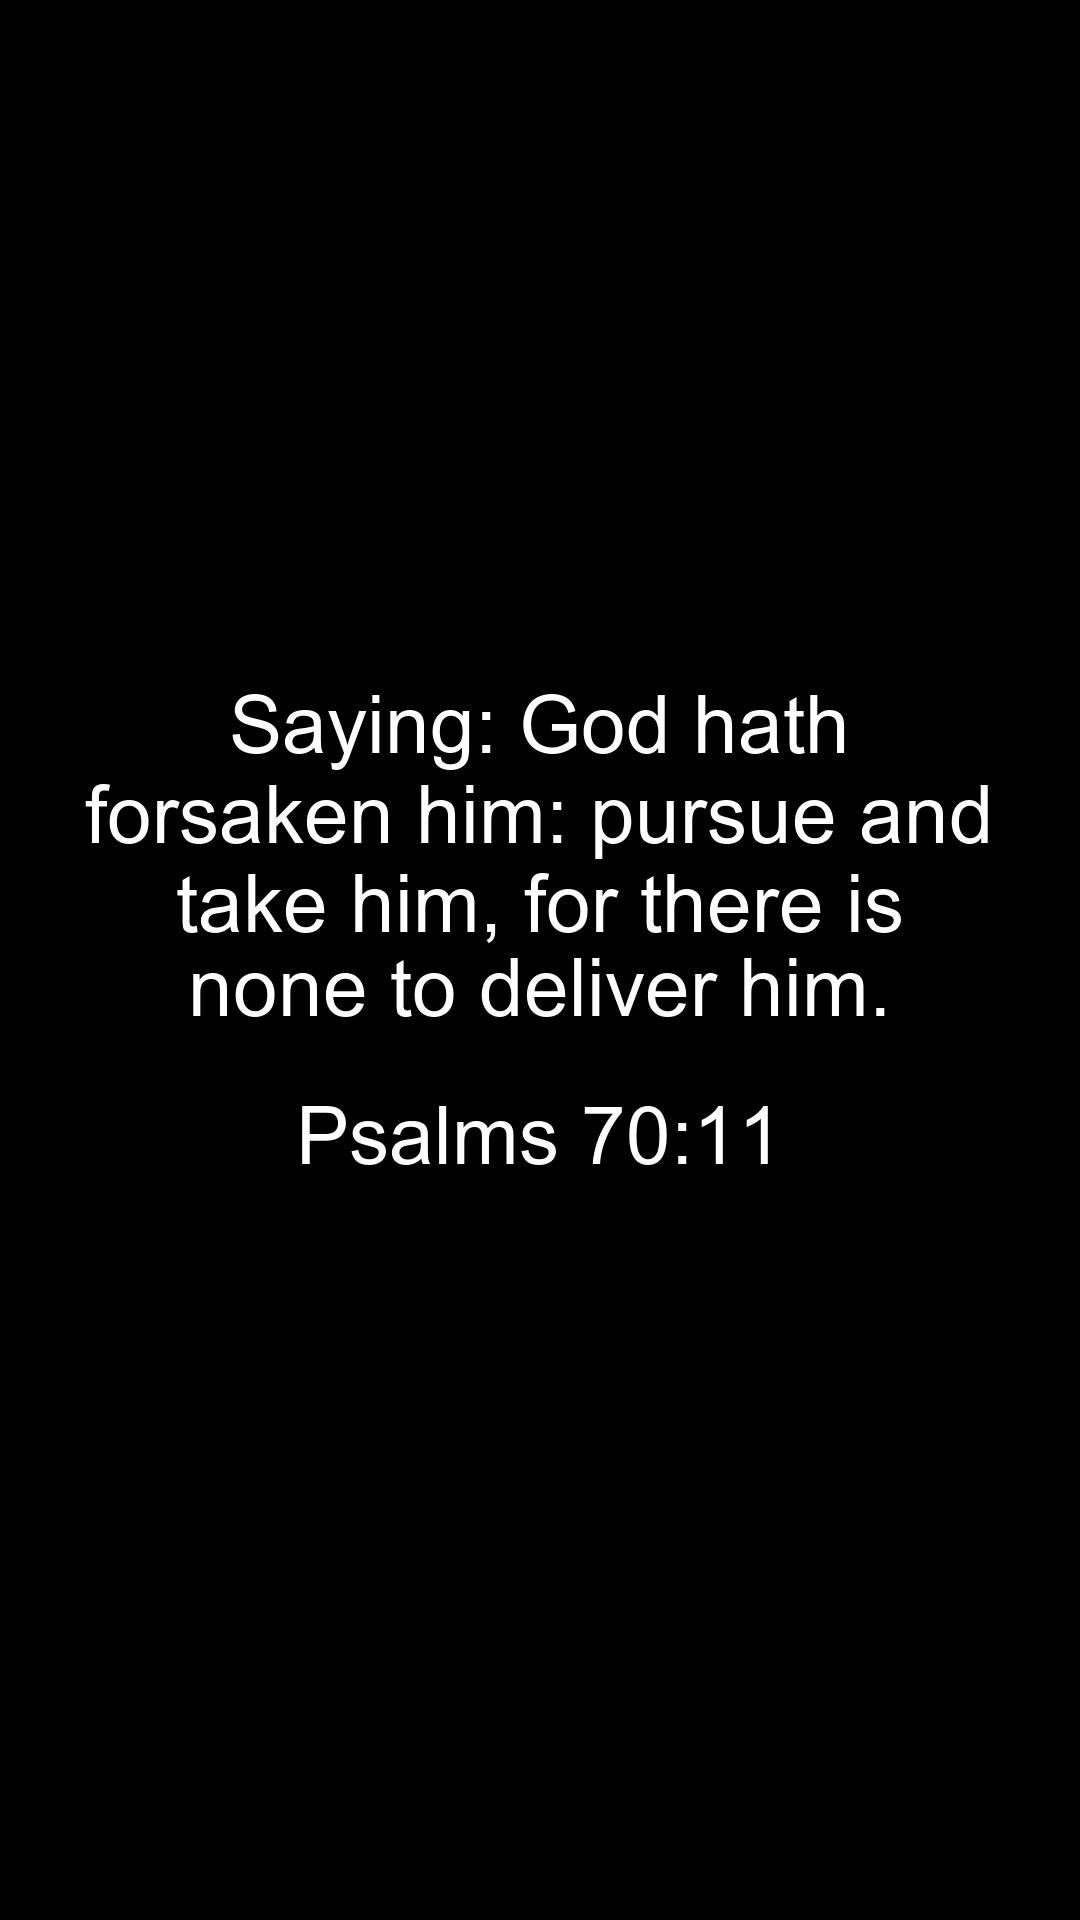 Saying: God hath
forsaken him: pursue and
take him, for there is
none to deliver him.
Psalms 70:11